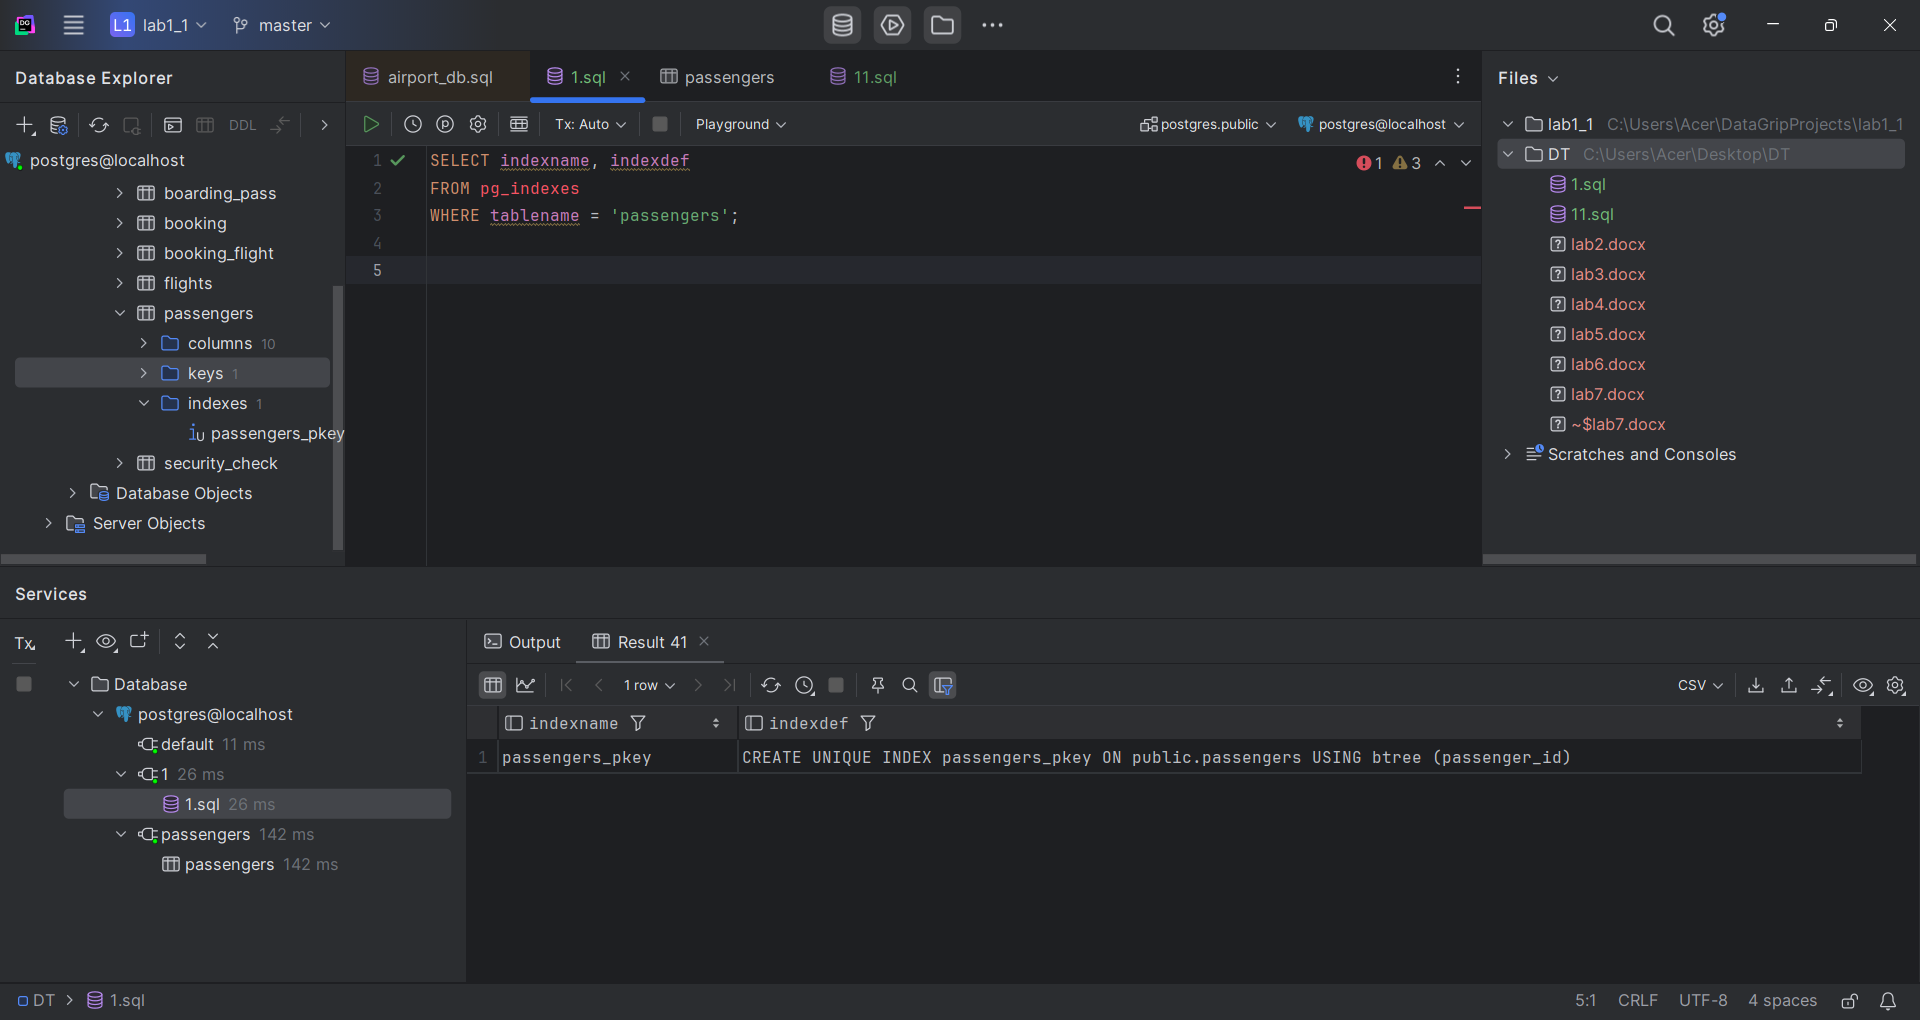 L1 lab1_1 master
Database Explorer
DDL
postgres@localhost
boarding_pass
booking
booking_flight
flights
passengers
columns 10
keys 1
indexes 1
passengers_pkey
security_check
Database Objects
Server Objects
airport_db.sql 1.sql passengers 11.sql
Tx: Auto Playground postgres.public postgres@localhost
1 SELECT indexname, indexdef
2 FROM pg_indexes
3 WHERE tablename = 'passengers';
4
5
1 3
Files
lab1_1 C:\Users\Acer\DataGripProjects\lab1_1
DT C:\Users\Acer\Desktop\DT
1.sql
11.sql
lab2.docx
lab3.docx
lab4.docx
lab5.docx
lab6.docx
lab7.docx
~$lab7.docx
Scratches and Consoles
Services
Tx
Database
postgres@localhost
default 11 ms
1 26 ms
1.sql 26 ms
passengers 142 ms
passengers 142 ms
Output Result 41
1 row CSV
indexname indexdef
1 passengers_pkey CREATE UNIQUE INDEX passengers_pkey ON public.passengers USING btree (passenger_id)
DT 1.sql
5:1 CRLF UTF-8 4 spaces